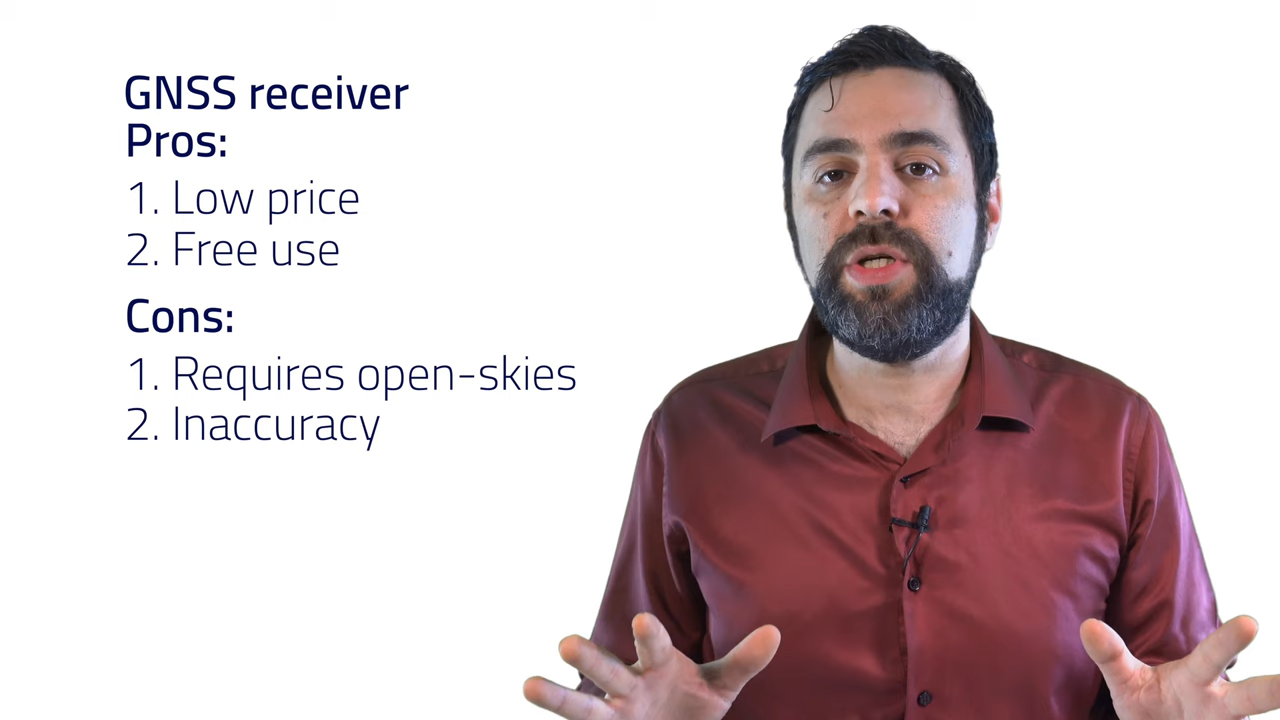 GNSS receiver
Pros:
1. Low price
2. Free use
Cons:
1. Requires open-skies
2. Inaccuracy